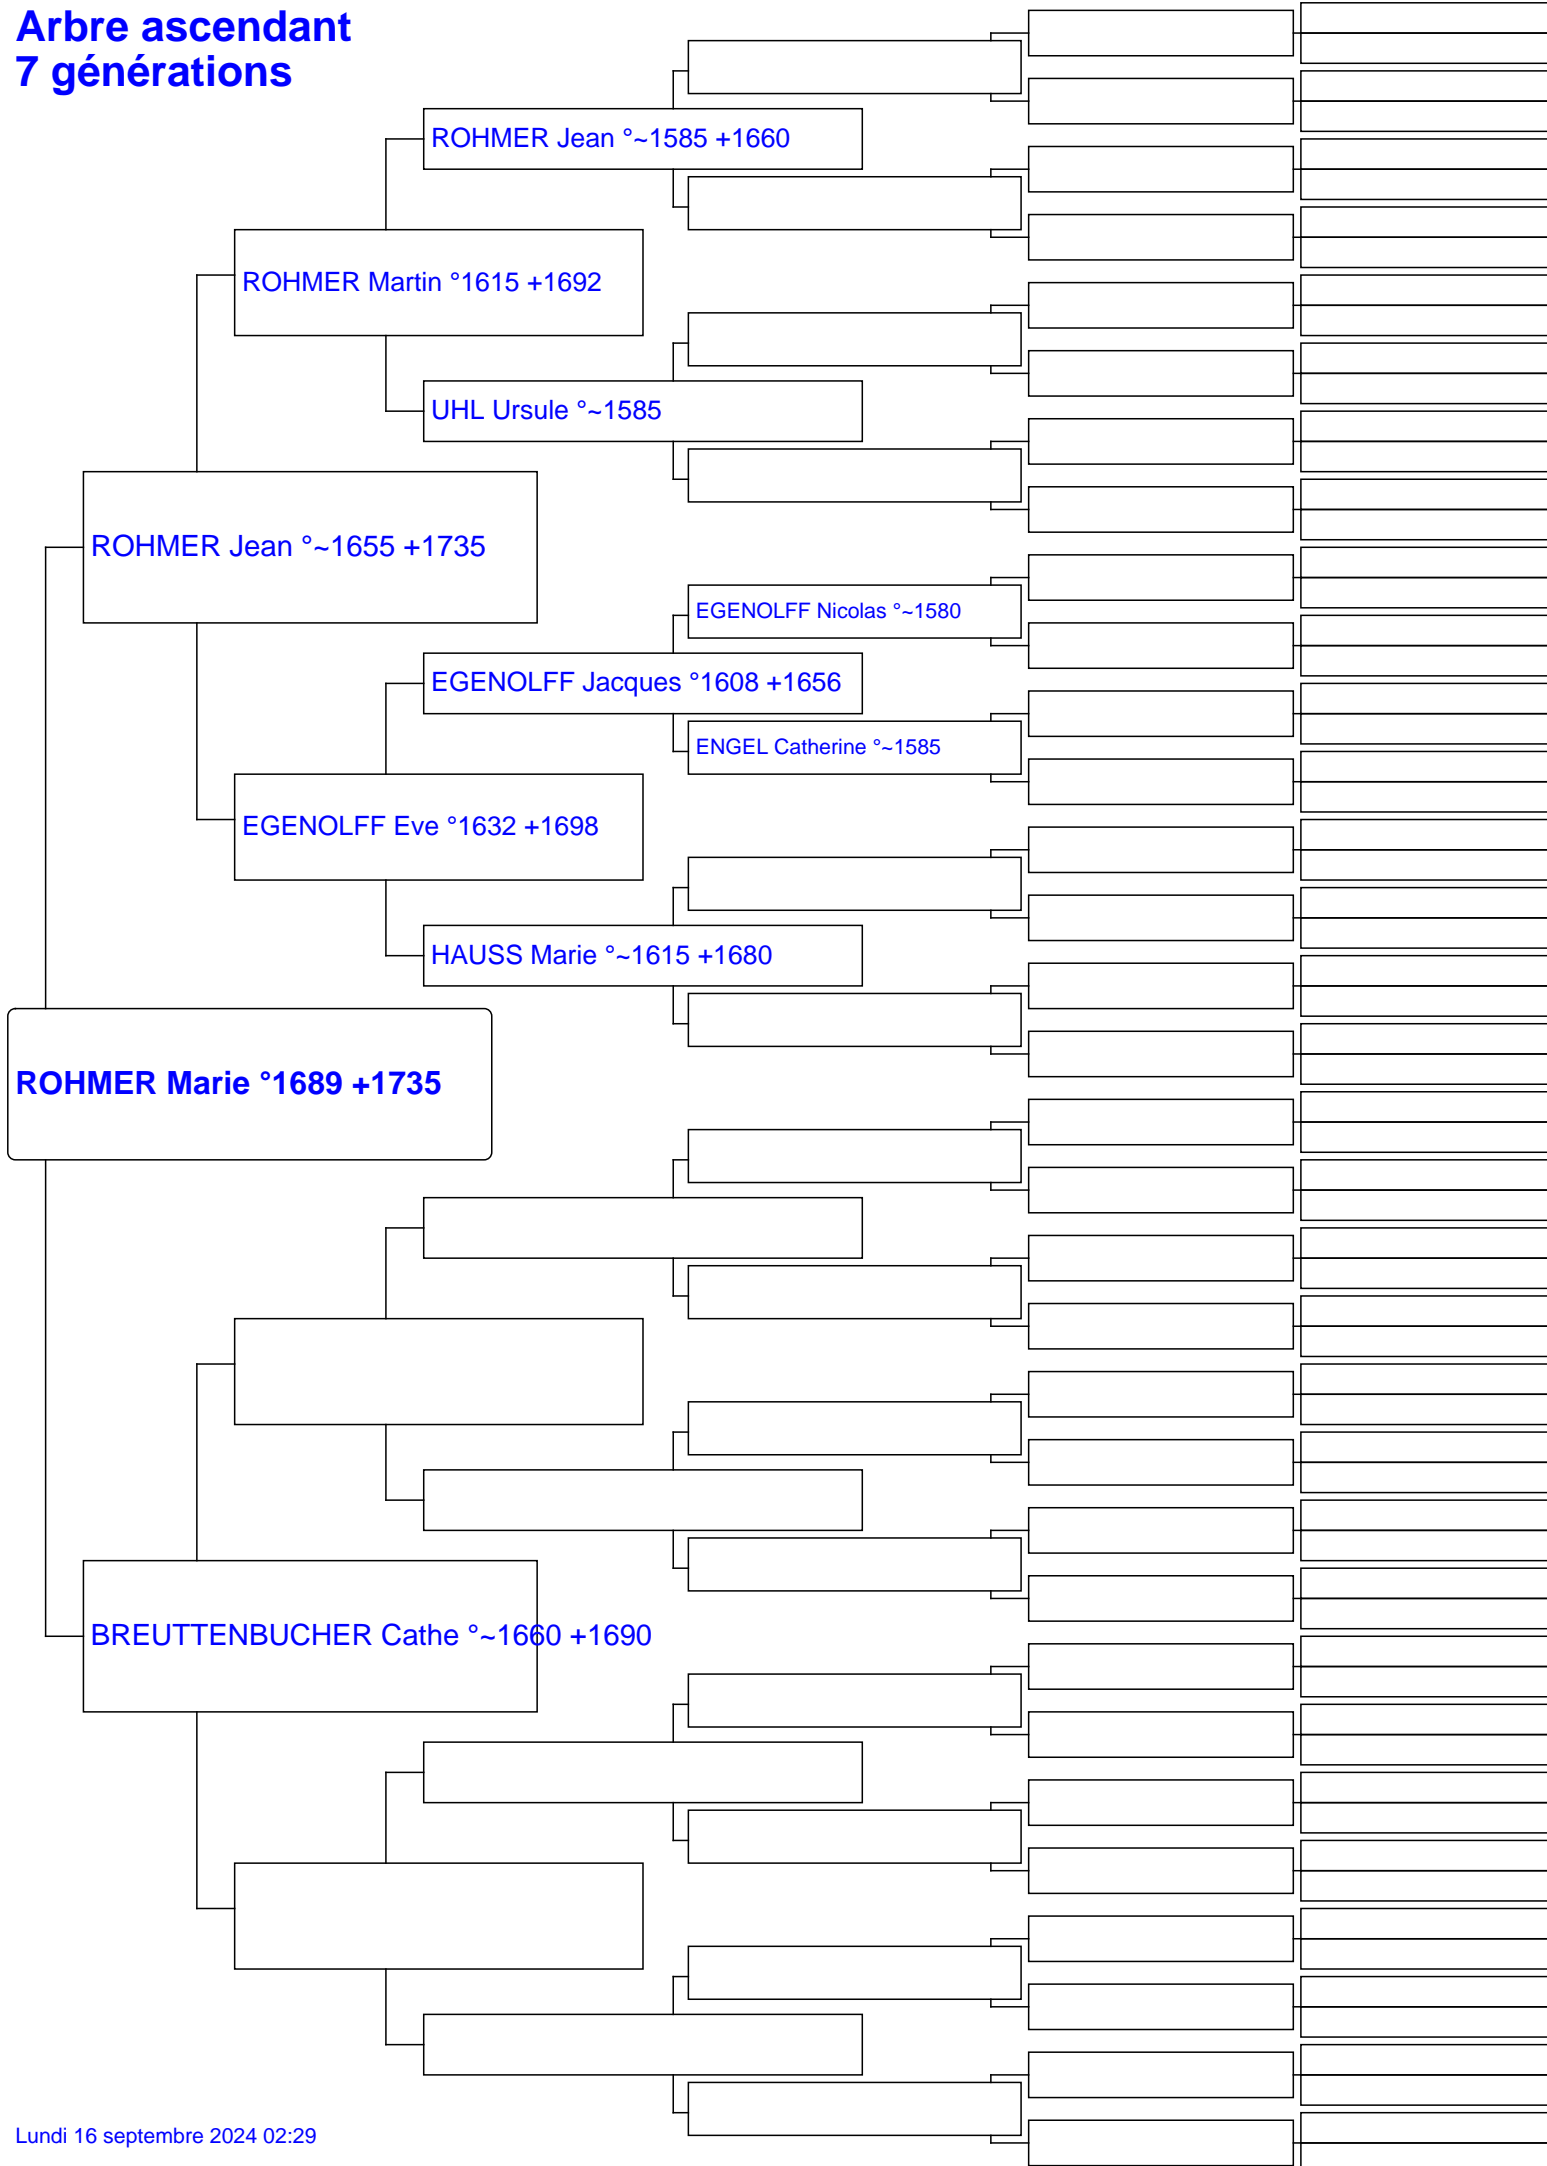 Arbre ascendant
7 générations
ROHMER Jean °~1585 +1660
ROHMER Martin °1615 +1692
UHL Ursule °~1585
ROHMER Jean °~1655 +1735
EGENOLFF Nicolas °~1580
EGENOLFF Jacques °1608 +1656
ENGEL Catherine °~1585
EGENOLFF Eve °1632 +1698
HAUSS Marie °~1615 +1680
ROHMER Marie °1689 +1735
BREUTTENBUCHER Cathe °~1660 +1690
Lundi 16 septembre 2024 02:29